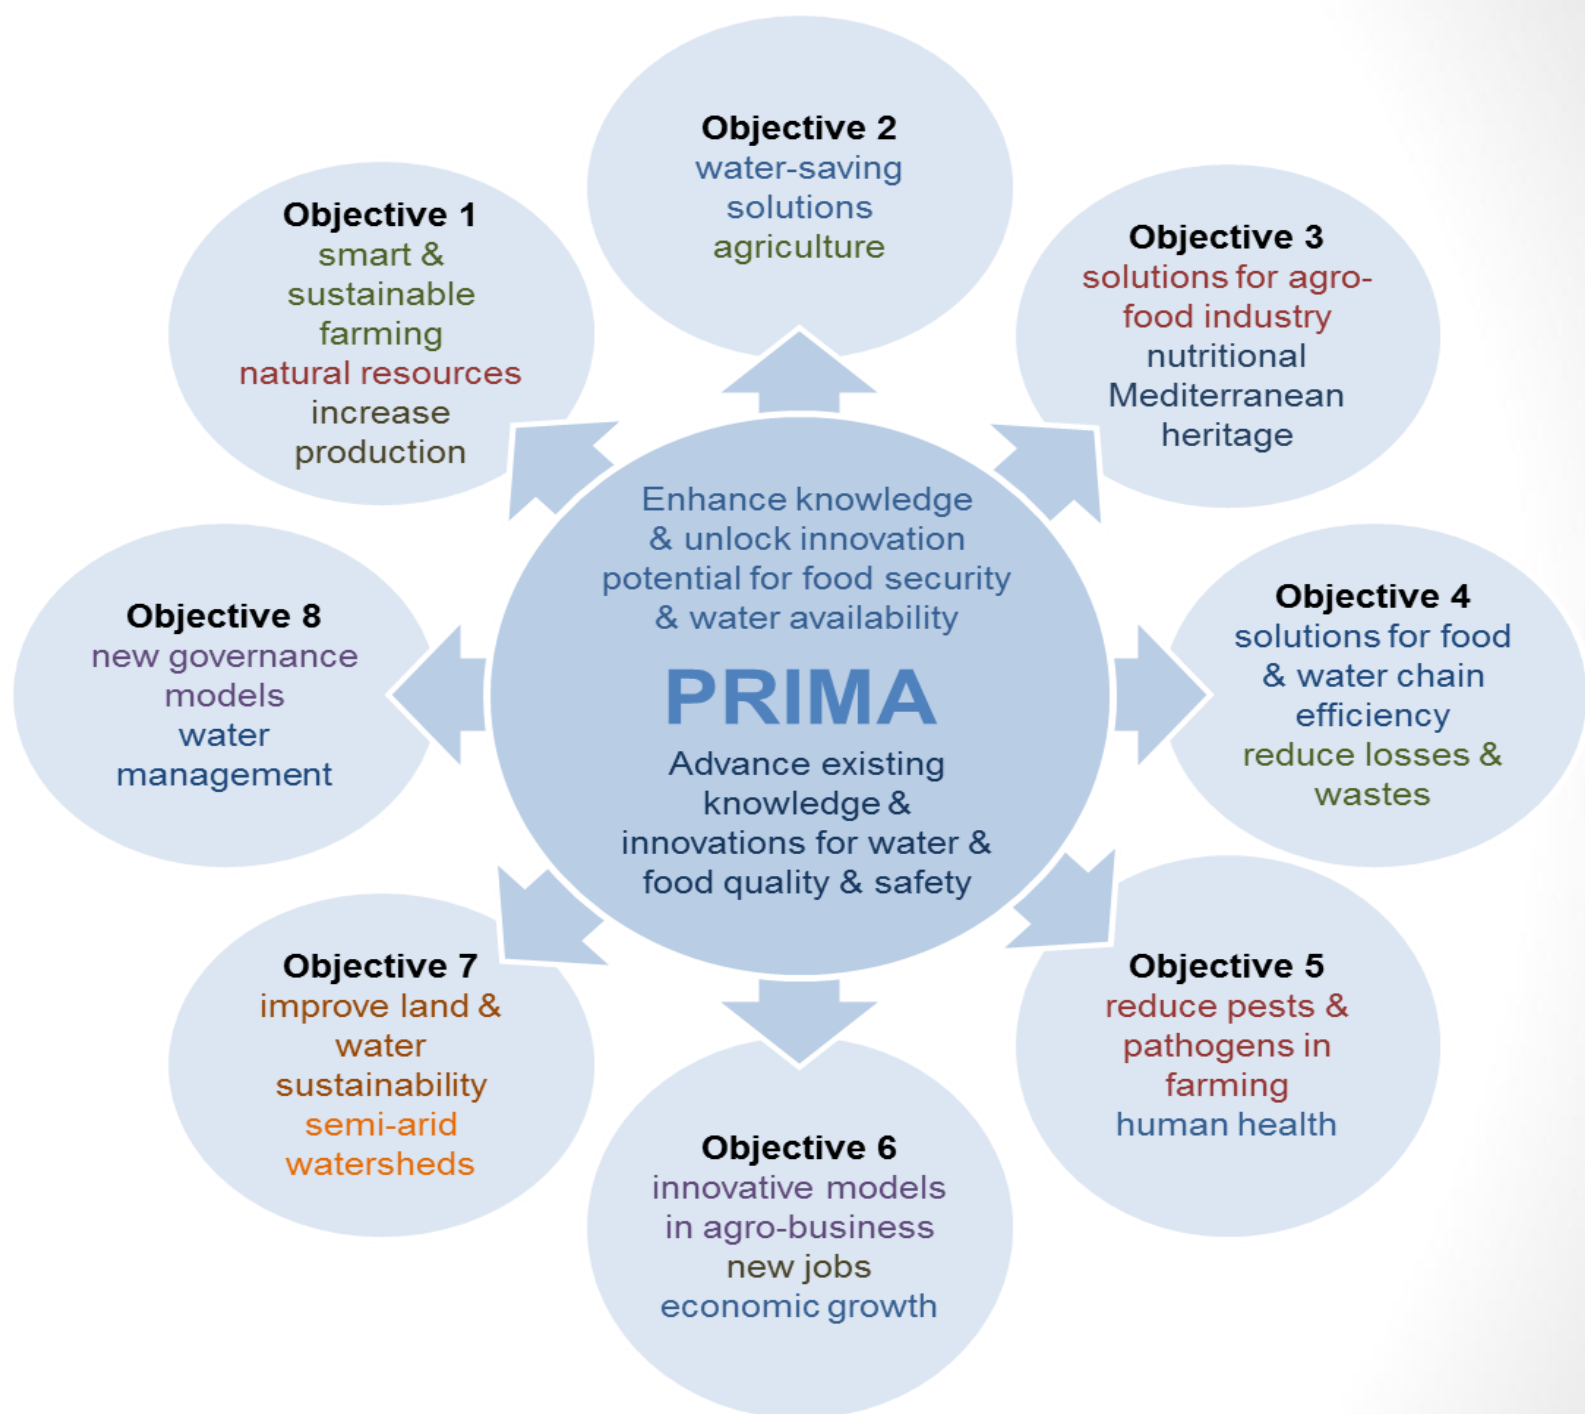 Objective 1
smart &
sustainable
farming
natural resources
increase
production
Objective 2
water-saving
solutions
agriculture
Objective 3
solutions for agro-
food industry
nutritional
Mediterranean
heritage
Objective 4
solutions for food
& water chain
efficiency
reduce losses &
wastes
Objective 5
reduce pests &
pathogens in
farming
human health
Objective 6
innovative models
in agro-business
new jobs
economic growth
Objective 7
improve land &
water
sustainability
semi-arid
watersheds
Objective 8
new governance
models
water
management
Enhance knowledge
& unlock innovation
potential for food security
& water availability
PRIMA
Advance existing
knowledge &
innovations for water &
food quality & safety